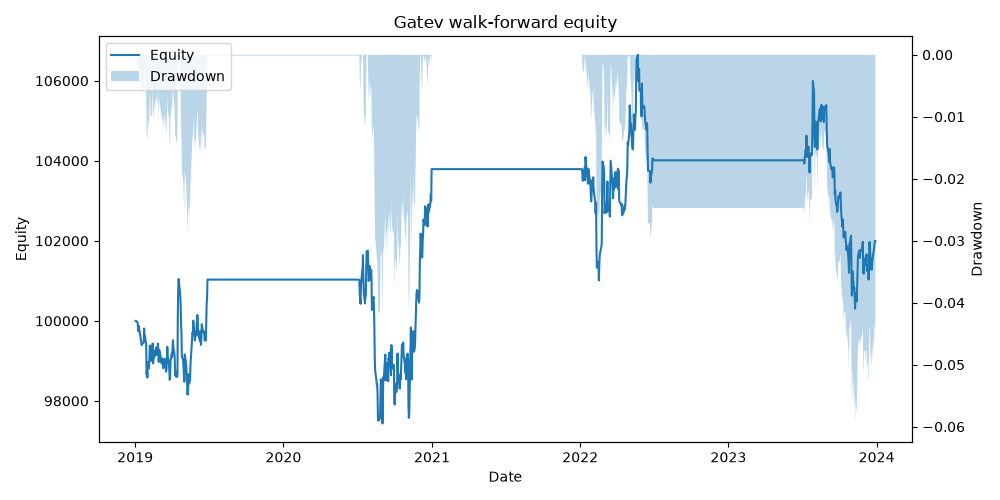 Gatev walk-forward equity
Equity
Drawdown
106000
104000
102000
100000
98000
Equity
0.00
−0.01
−0.02
−0.03
−0.04
−0.05
−0.06
Drawdown
2019 2020 2021 2022 2023 2024
Date